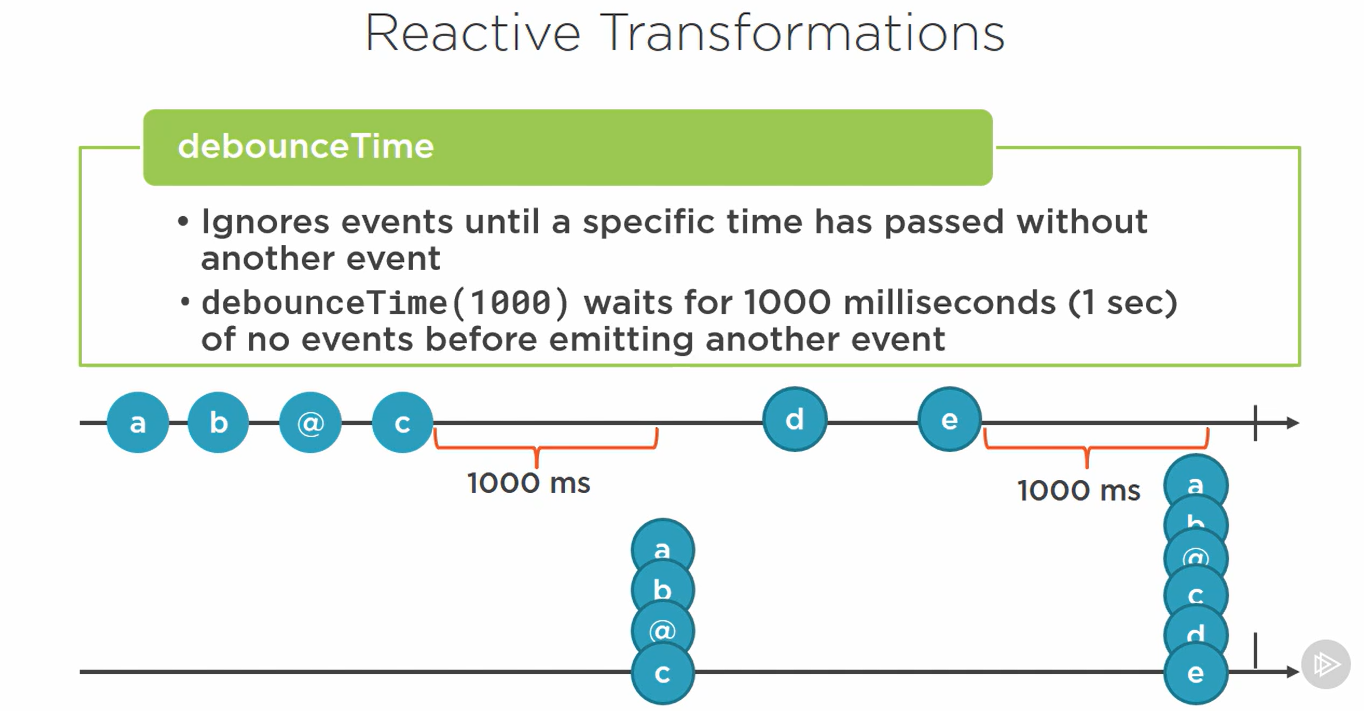 Reactive Transformations
debounceTime
• Ignores events until a specific time has passed without
another event
• debounceTime(1000) waits for 1000 milliseconds (1 sec)
of no events before emitting another event
a b @ c d e
1000 ms
1000 ms
a
b
@
c
a
b
@
c
d
e